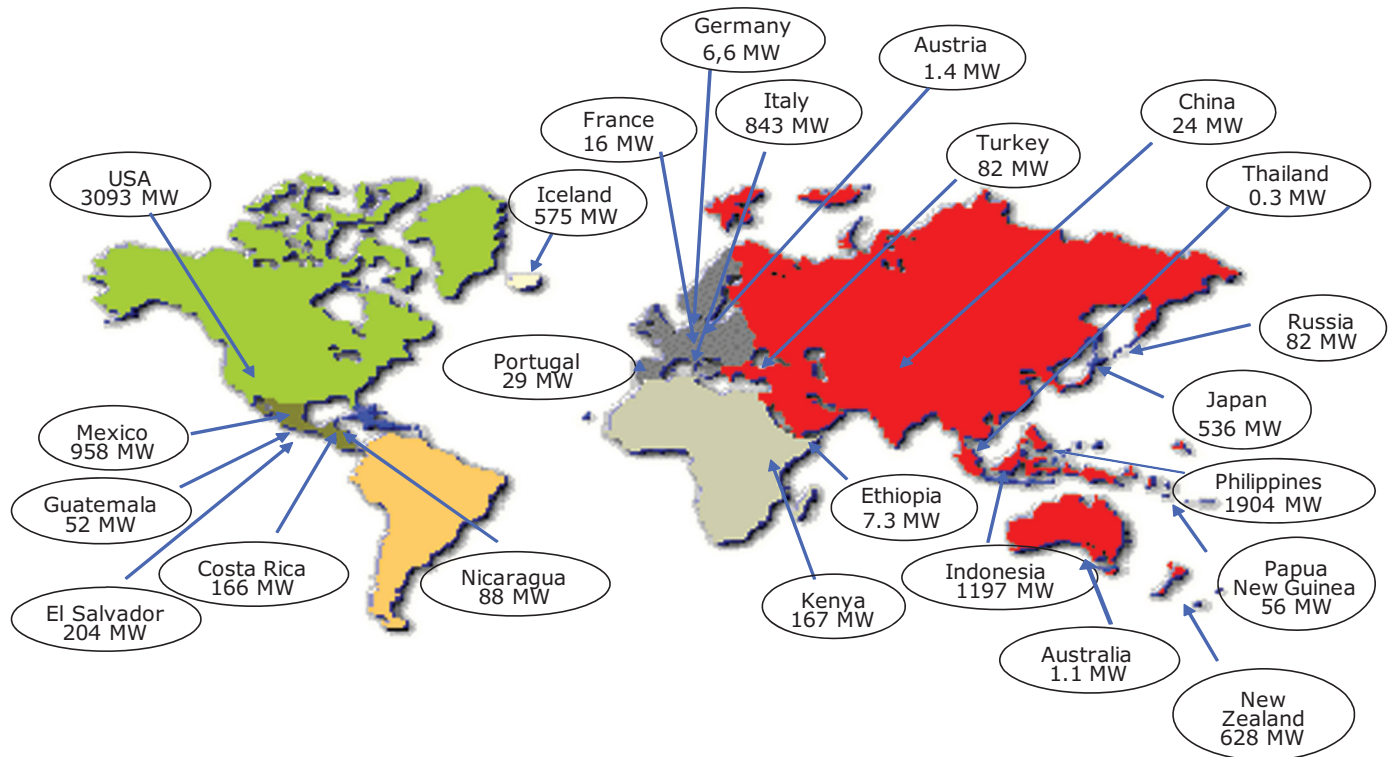 Germany
6,6 MW
Austria
1.4 MW
Italy
843 MW
France
16 MW
China
24 MW
Turkey
82 MW
Thailand
0.3 MW
USA
3093 MW
Iceland
575 MW
Russia
82 MW
Portugal
29 MW
Japan
536 MW
Mexico
958 MW
Philippines
1904 MW
Guatemala
52 MW
Ethiopia
7.3 MW
Costa Rica
166 MW
Nicaragua
88 MW
Indonesia
1197 MW
Papua
New Guinea
56 MW
Kenya
167 MW
El Salvador
204 MW
Australia
1.1 MW
New
Zealand
628 MW